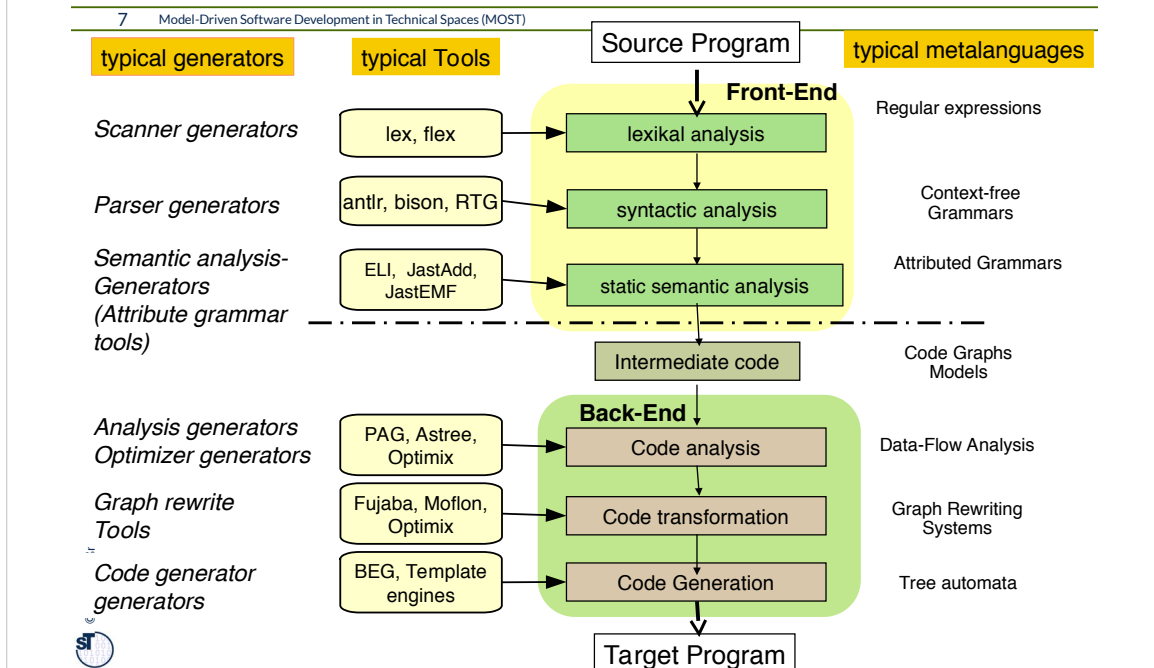 7 Model-Driven Software Development in Technical Spaces (MOST)
typical generators
typical Tools
Source Program
typical metalanguages
Front-End
Scanner generators
lex, flex
lexikal analysis
Regular expressions
Parser generators
antlr, bison, RTG
syntactic analysis
Context-free
Grammars
Semantic analysis-
Generators
(Attribute grammar
tools)
ELI, JastAdd,
JastEMF
static semantic analysis
Attributed Grammars
Intermediate code
Code Graphs
Models
Back-End
Analysis generators
Optimizer generators
PAG, Astree,
Optimix
Code analysis
Data-Flow Analysis
Graph rewrite
Tools
Fujaba, Moflon,
Optimix
Code transformation
Graph Rewriting
Systems
Code generator
generators
BEG, Template
engines
Code Generation
Tree automata
Target Program
ST